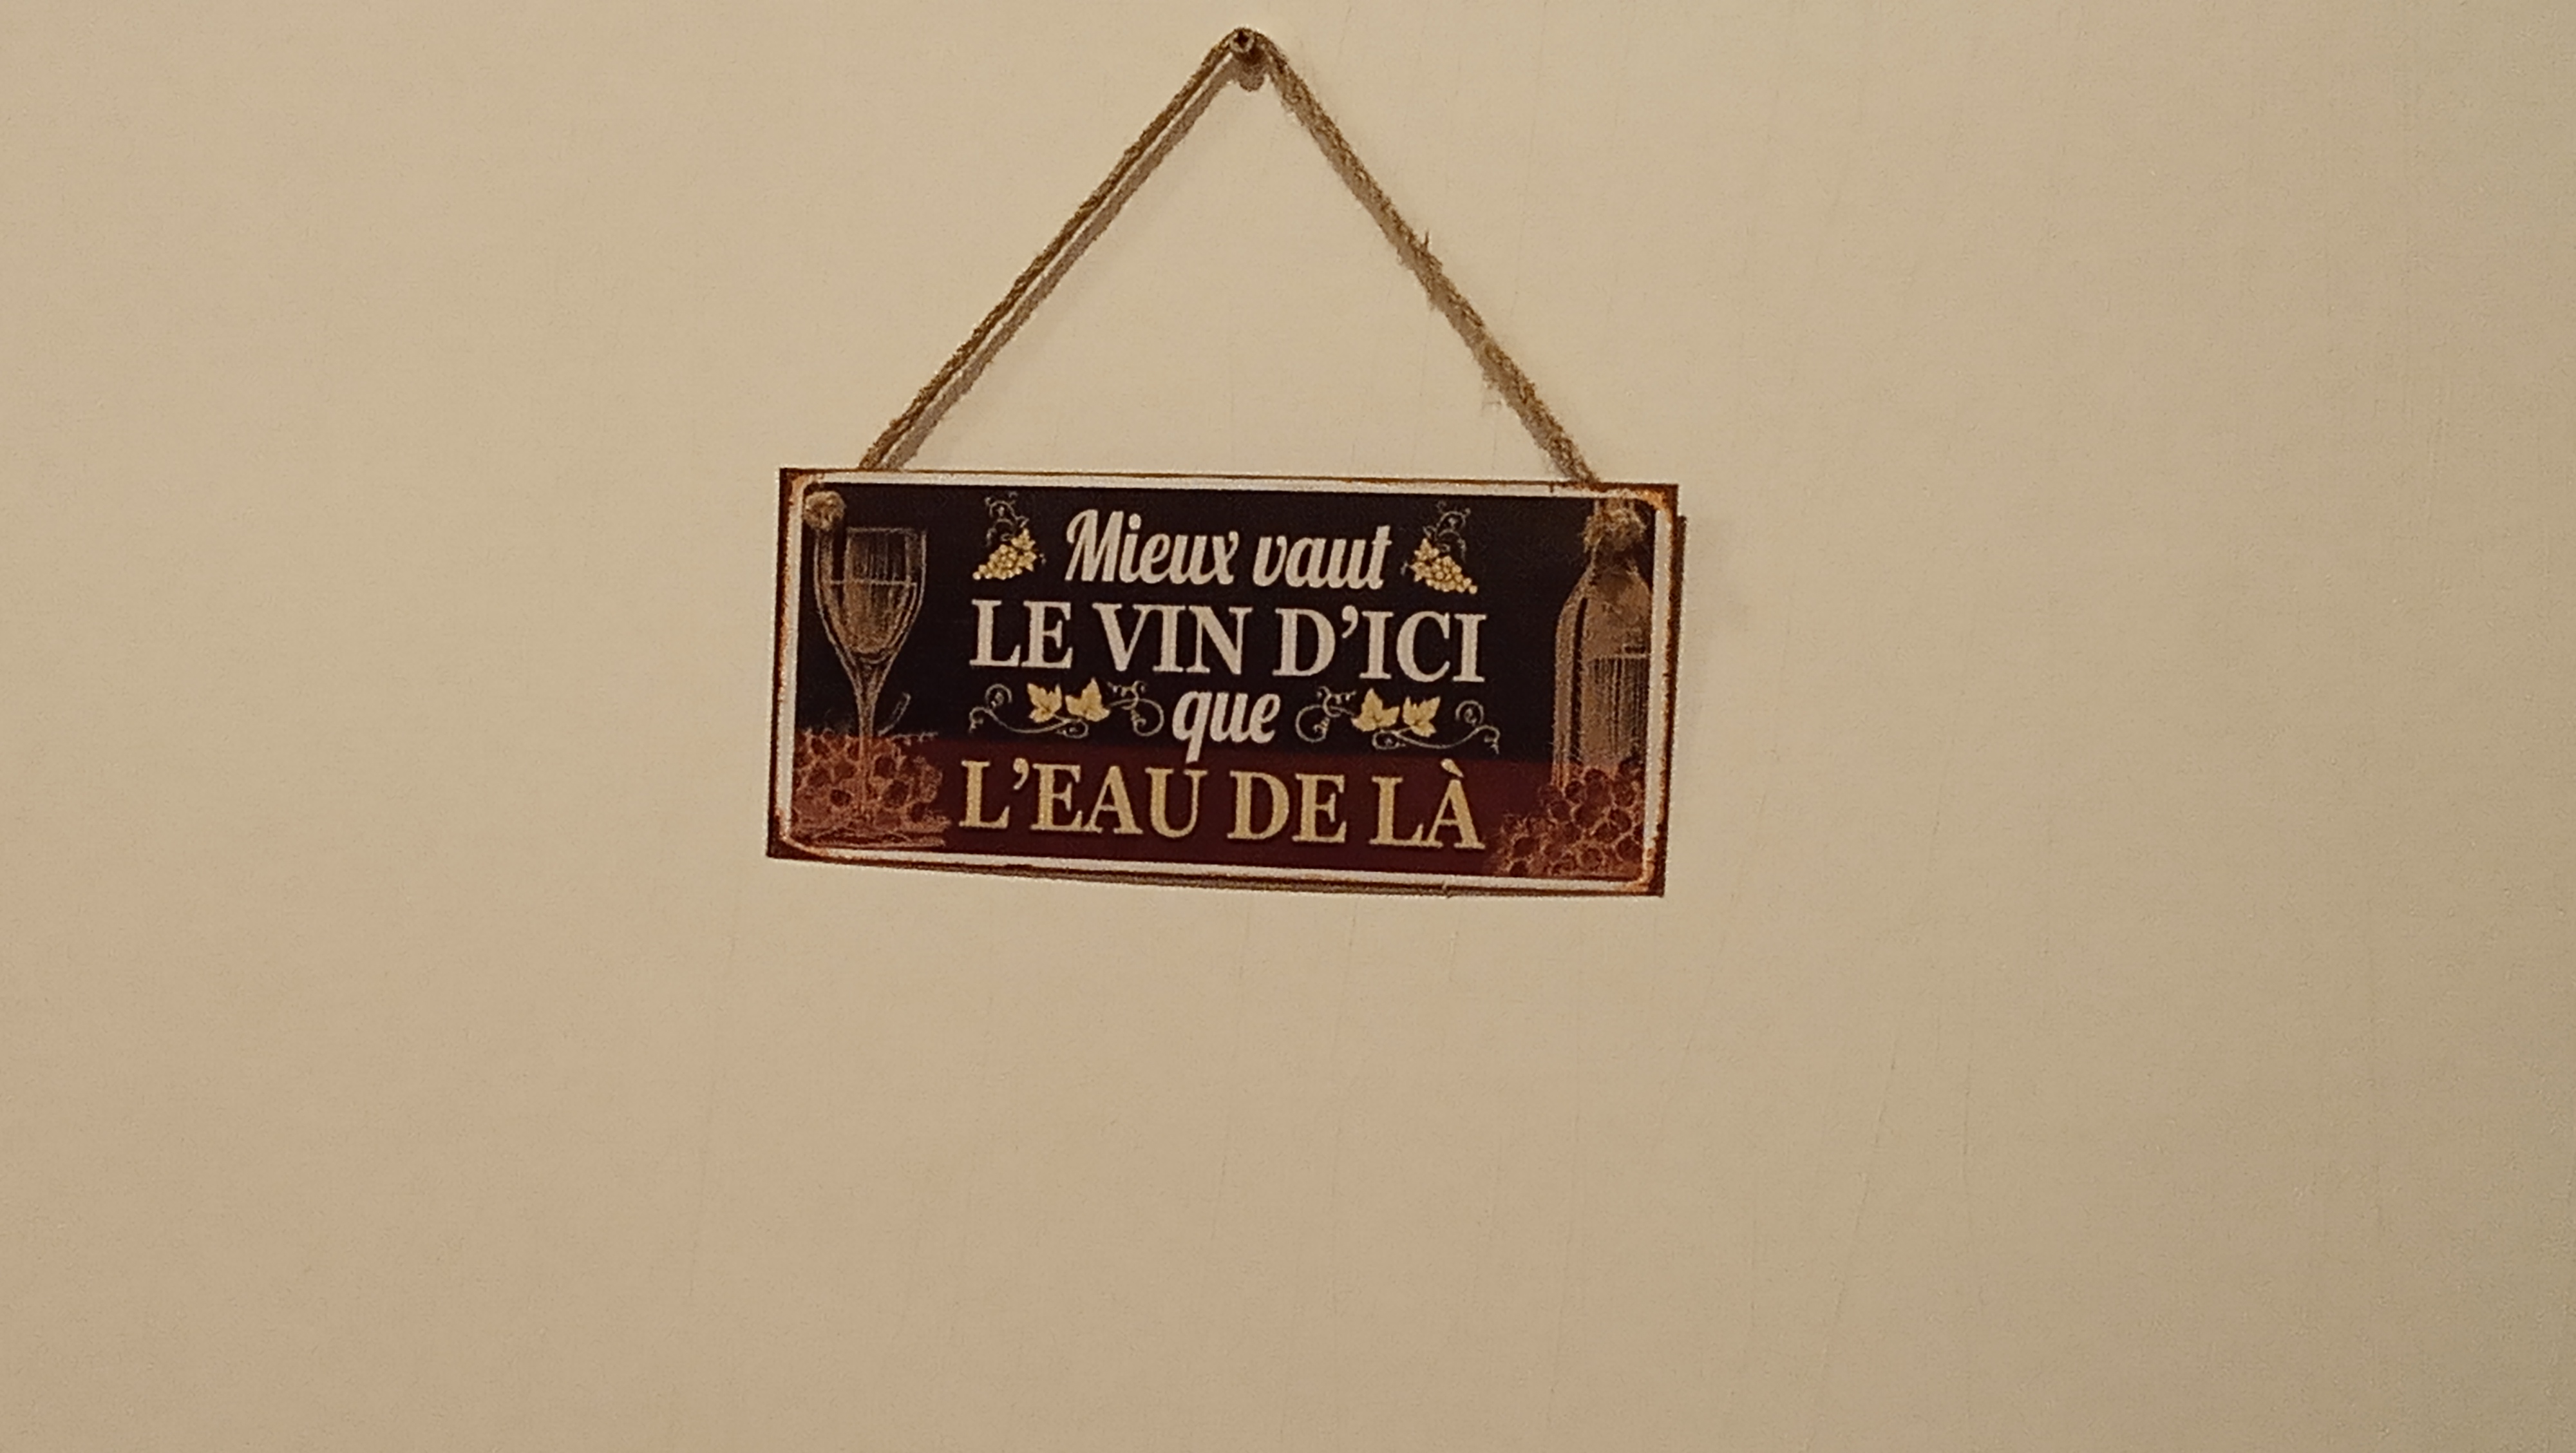 Mieux vaut
LE VIN D'ICI
que
L'EAU DE LÀ